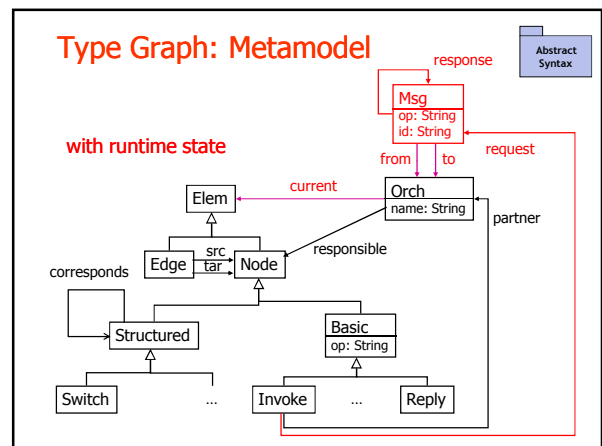 Type Graph: Metamodel
Abstract
Syntax
response
Msg
op: String
id: String
with runtime state
from
to
request
current
Orch
name: String
Elem
partner
src
responsible
Edge
tar
Node
corresponds
Structured
Basic
op: String
Switch
...
Invoke
...
Reply